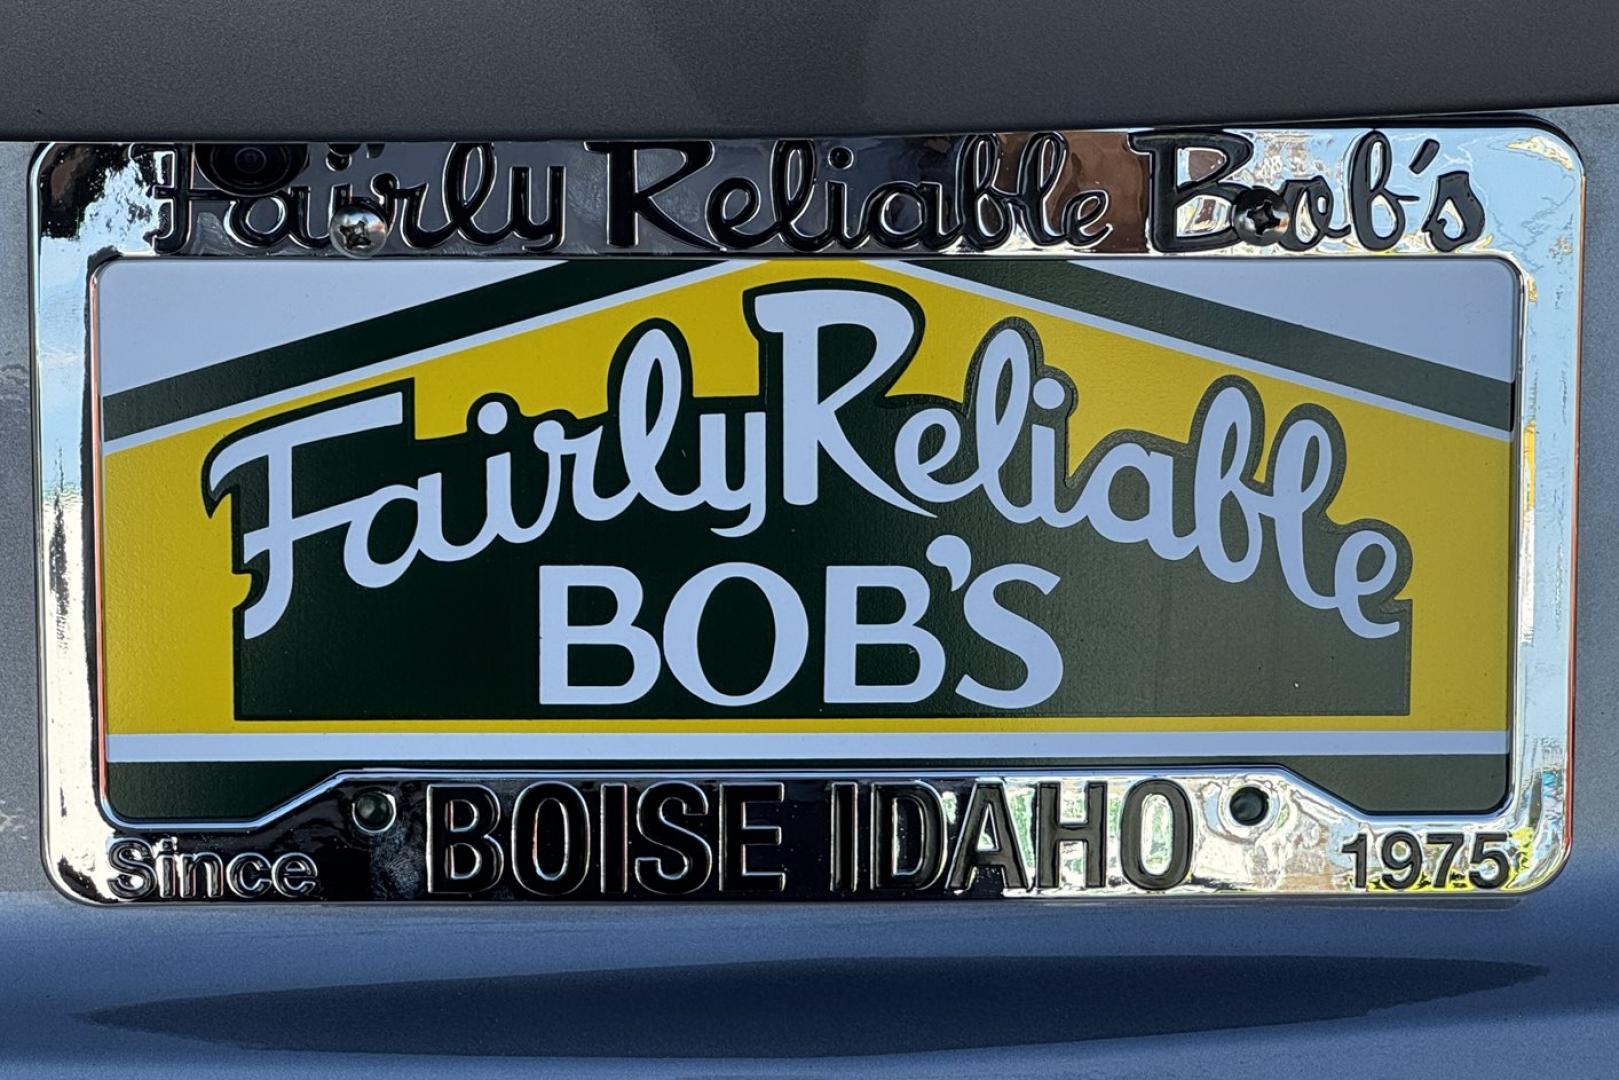 Fairly Reliable Bob's
Fairly Reliable
BOB'S
BOISE IDAHO
Since 1975